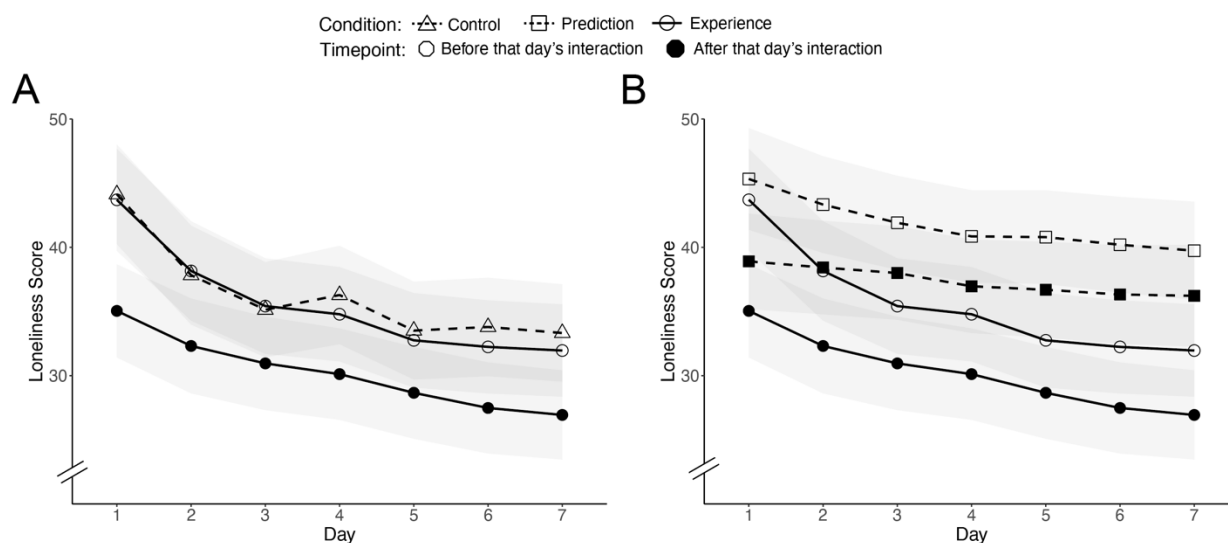 Condition: Control Prediction Experience
Timepoint: Before that day's interaction After that day's interaction
A
B
50
40
30
Loneliness Score
1 2 3 4 5 6 7
Day
50
40
30
Loneliness Score
1 2 3 4 5 6 7
Day